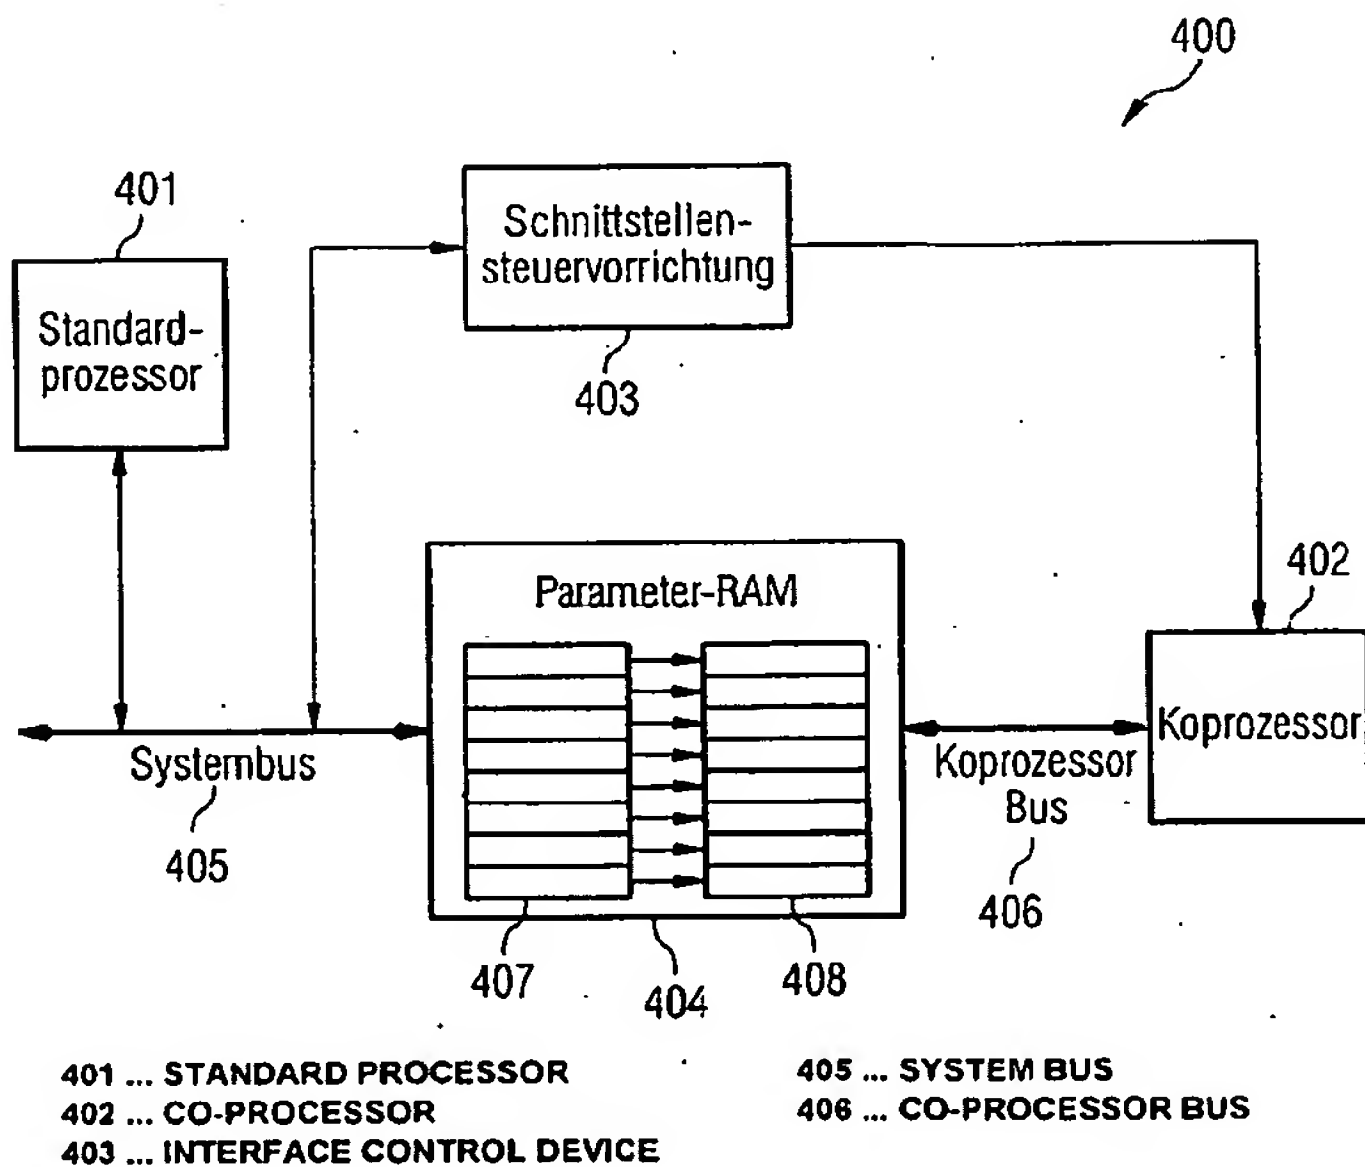 400
401
Schnittstellen-
steuervorrichtung
Standard-
prozessor
403
402
Parameter-RAM
Koprozessor
Systembus
Koprozessor
Bus
405
406
407
408
404
401 ... STANDARD PROCESSOR
402 ... CO-PROCESSOR
403 ... INTERFACE CONTROL DEVICE
405 ... SYSTEM BUS
406 ... CO-PROCESSOR BUS